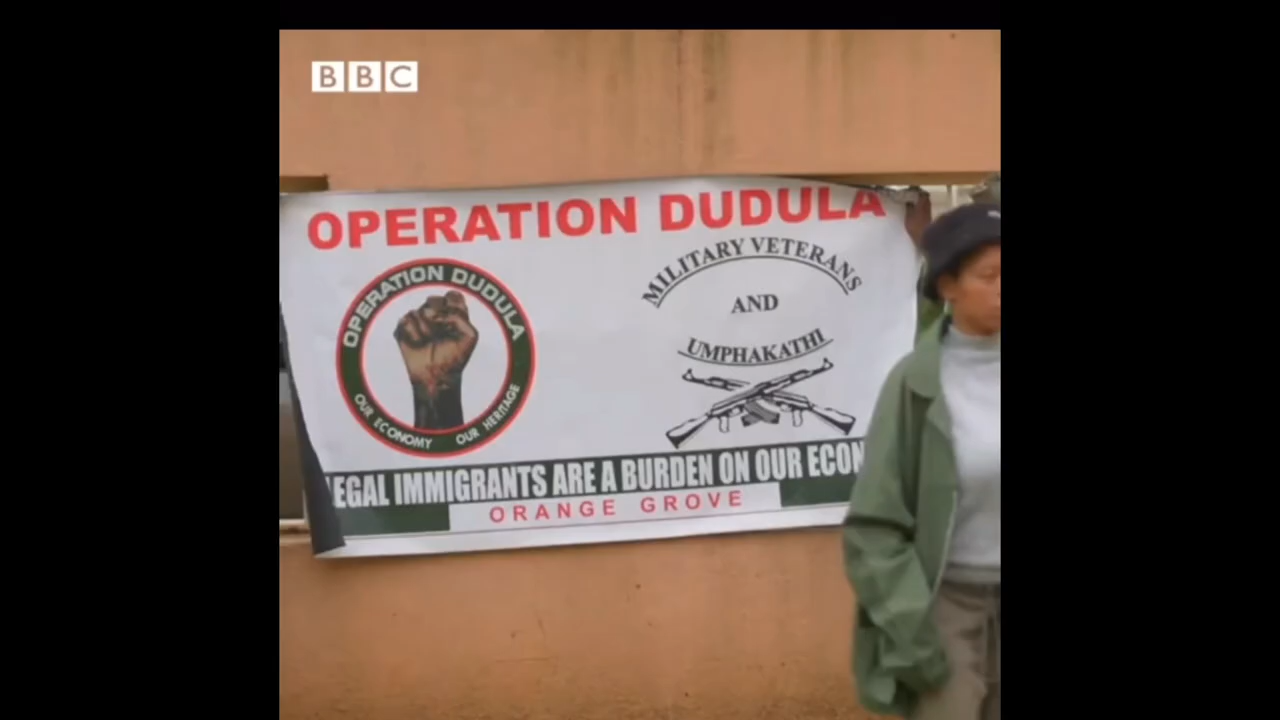 BBC
OPERATION DUDULA
OPERATION DUDULA
OUR ECONOMY OUR HERITAGE
MILITARY VETERANS
AND
UMPHAKATHI
EGAL IMMIGRANTS ARE A BURDEN ON OUR ECON
ORANGE GROVE